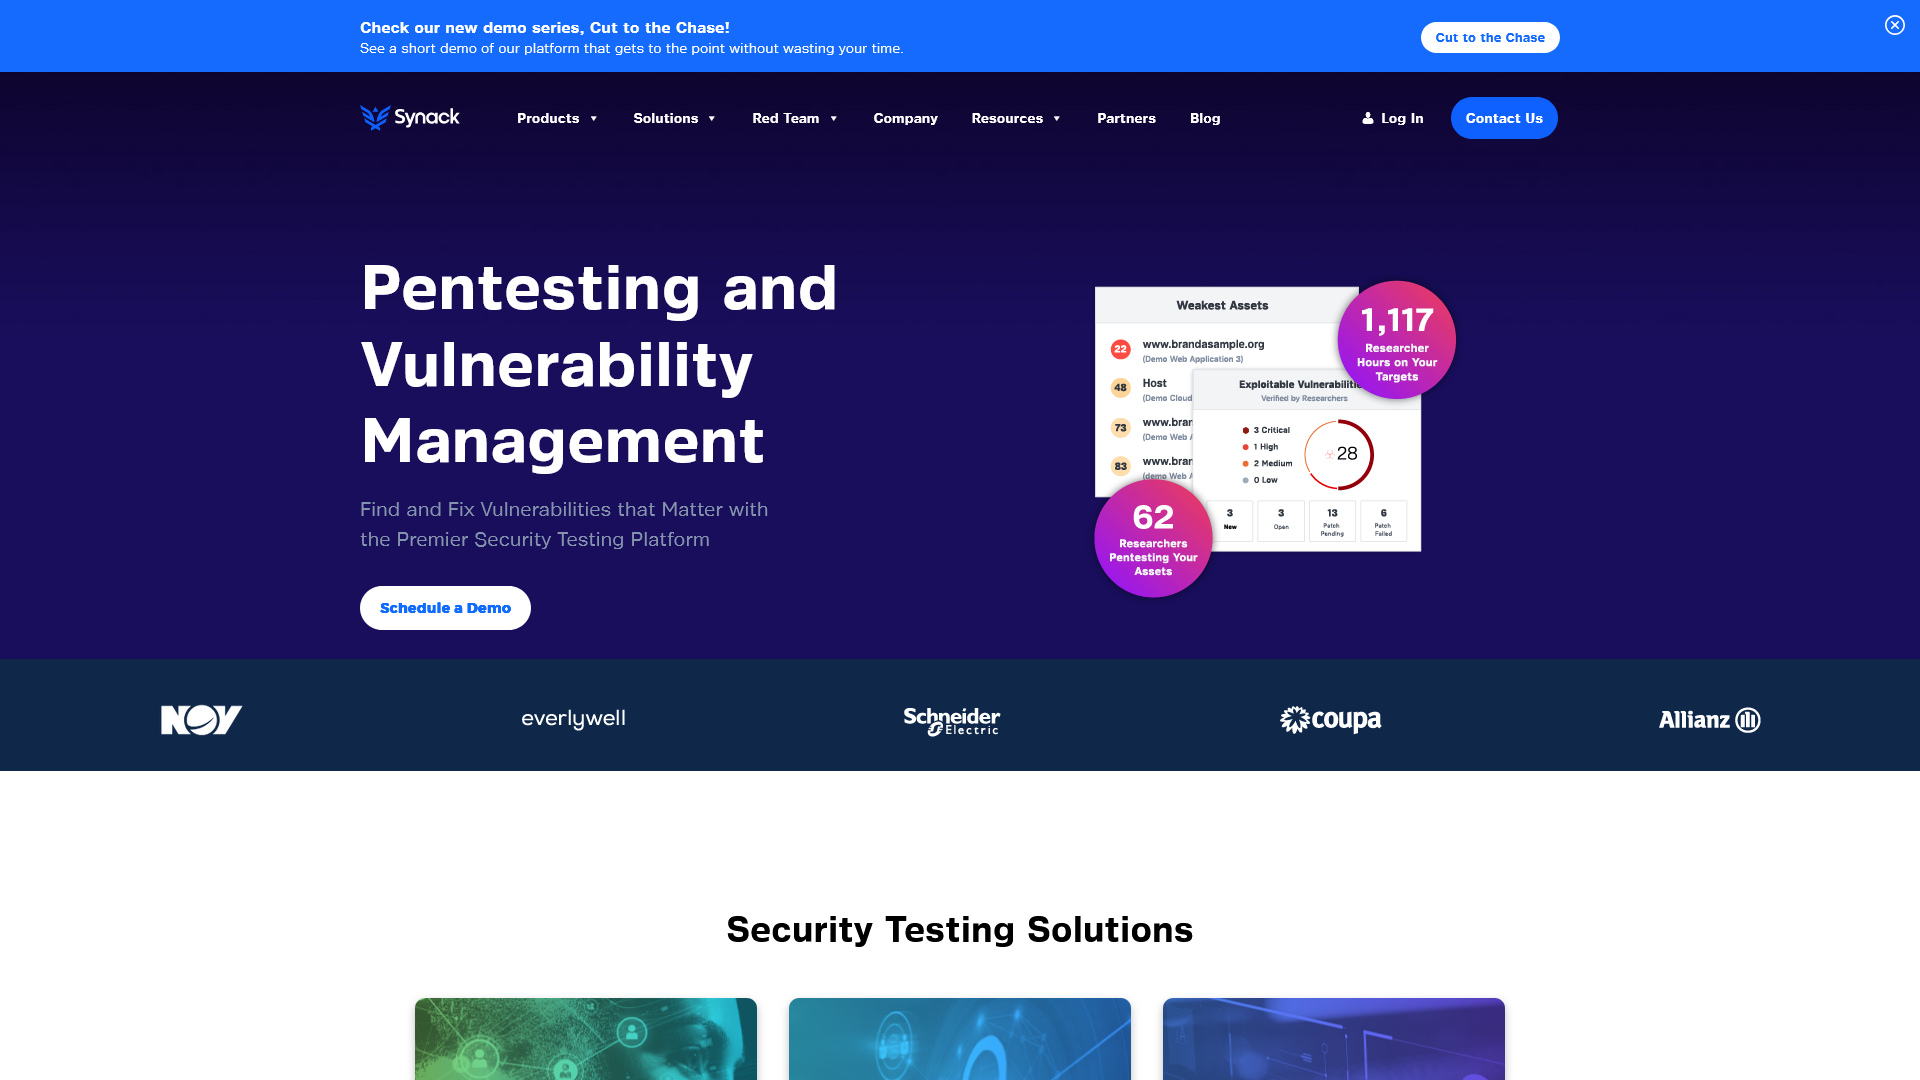 Check our new demo series, Cut to the Chase!
See a short demo of our platform that gets to the point without wasting your time.
Cut to the Chase
Synack
Products
Solutions
Red Team
Company
Resources
Partners
Blog
Log In
Contact Us
Pentesting and
Vulnerability
Management
Find and Fix Vulnerabilities that Matter with
the Premier Security Testing Platform
Schedule a Demo
Weakest Assets
22
www.brandasample.org
(Demo Web Application 3)
48
Host
(Demo Cloud
73
www.brar
(Demo Web
83
www.brar
(demo Web
1,117
Researcher
Hours on Your
Targets
Exploitable Vulnerabilitie
Verified by Researchers
3 Critical
1 High
2 Medium
0 Low
28
3
New
3
Open
13
Patch
Pending
6
Patch
Failed
62
Researchers
Pentesting Your
Assets
NOV
everlywell
Schneider
Electric
coupa
Allianz
Security Testing Solutions